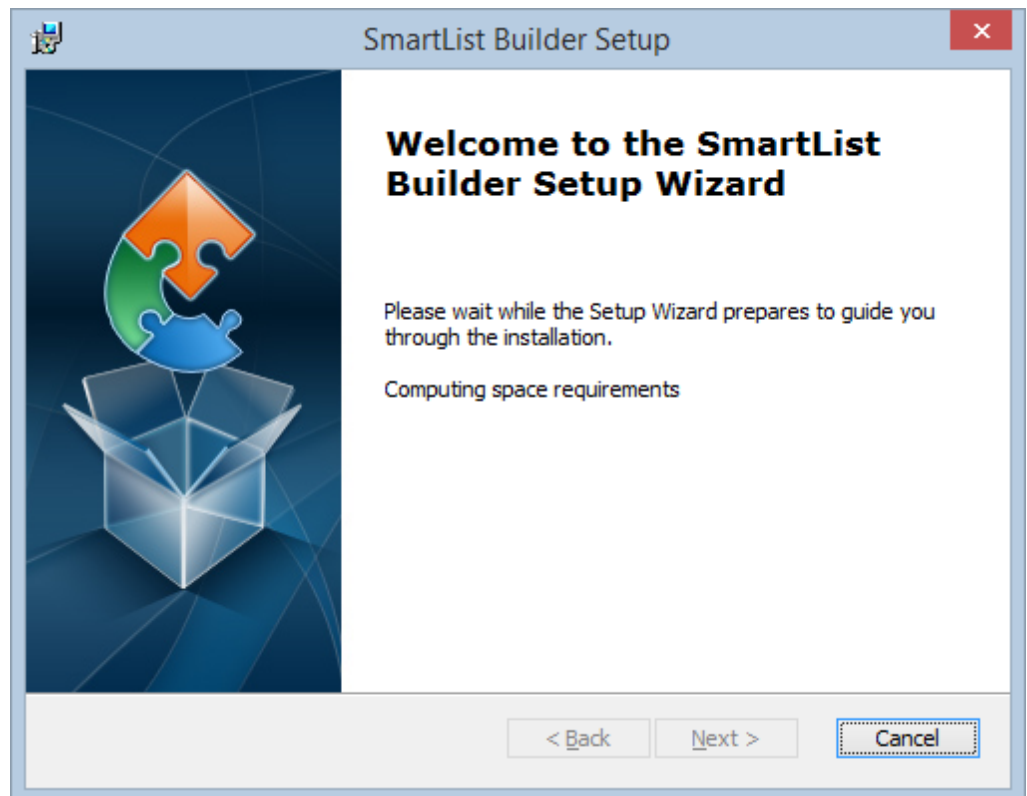 SmartList Builder Setup
Welcome to the SmartList
Builder Setup Wizard
Please wait while the Setup Wizard prepares to guide you
through the installation.
Computing space requirements
< Back
Next >
Cancel